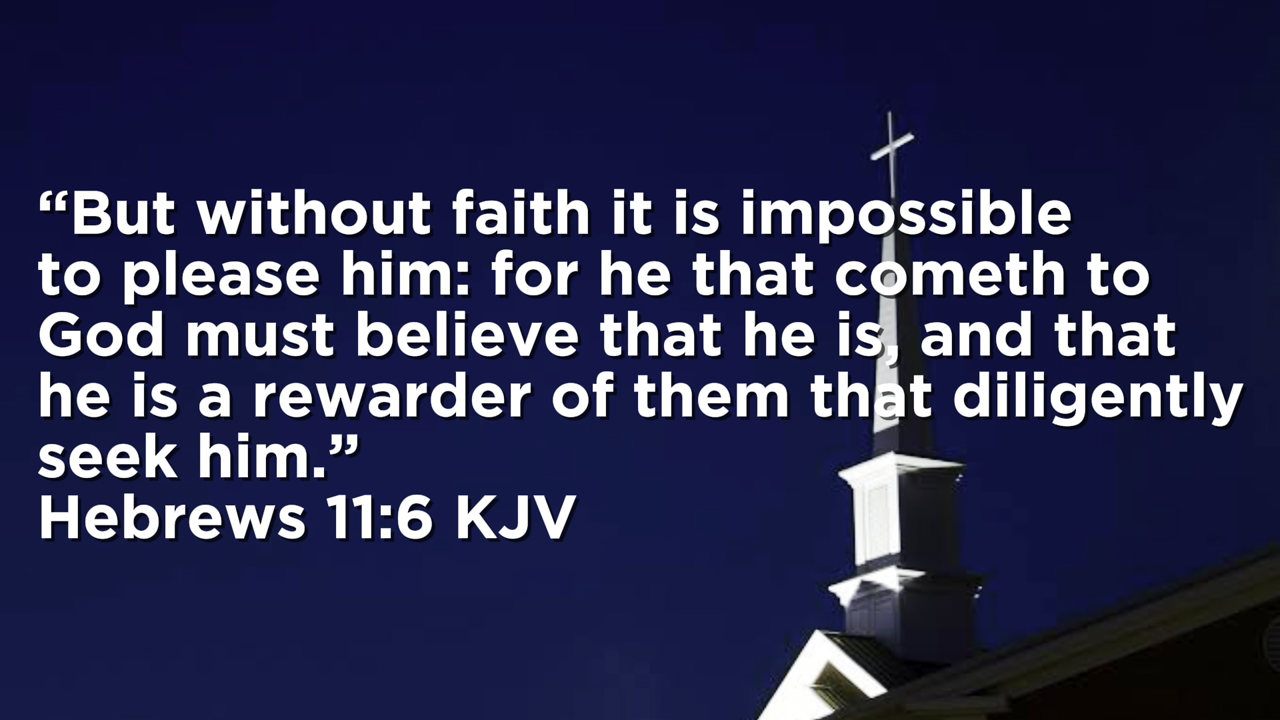 “But without faith it is impossible
to please him: for he that cometh to
God must believe that he is, and that
he is a rewarder of them that diligently
seek him.”
Hebrews 11:6 KJV